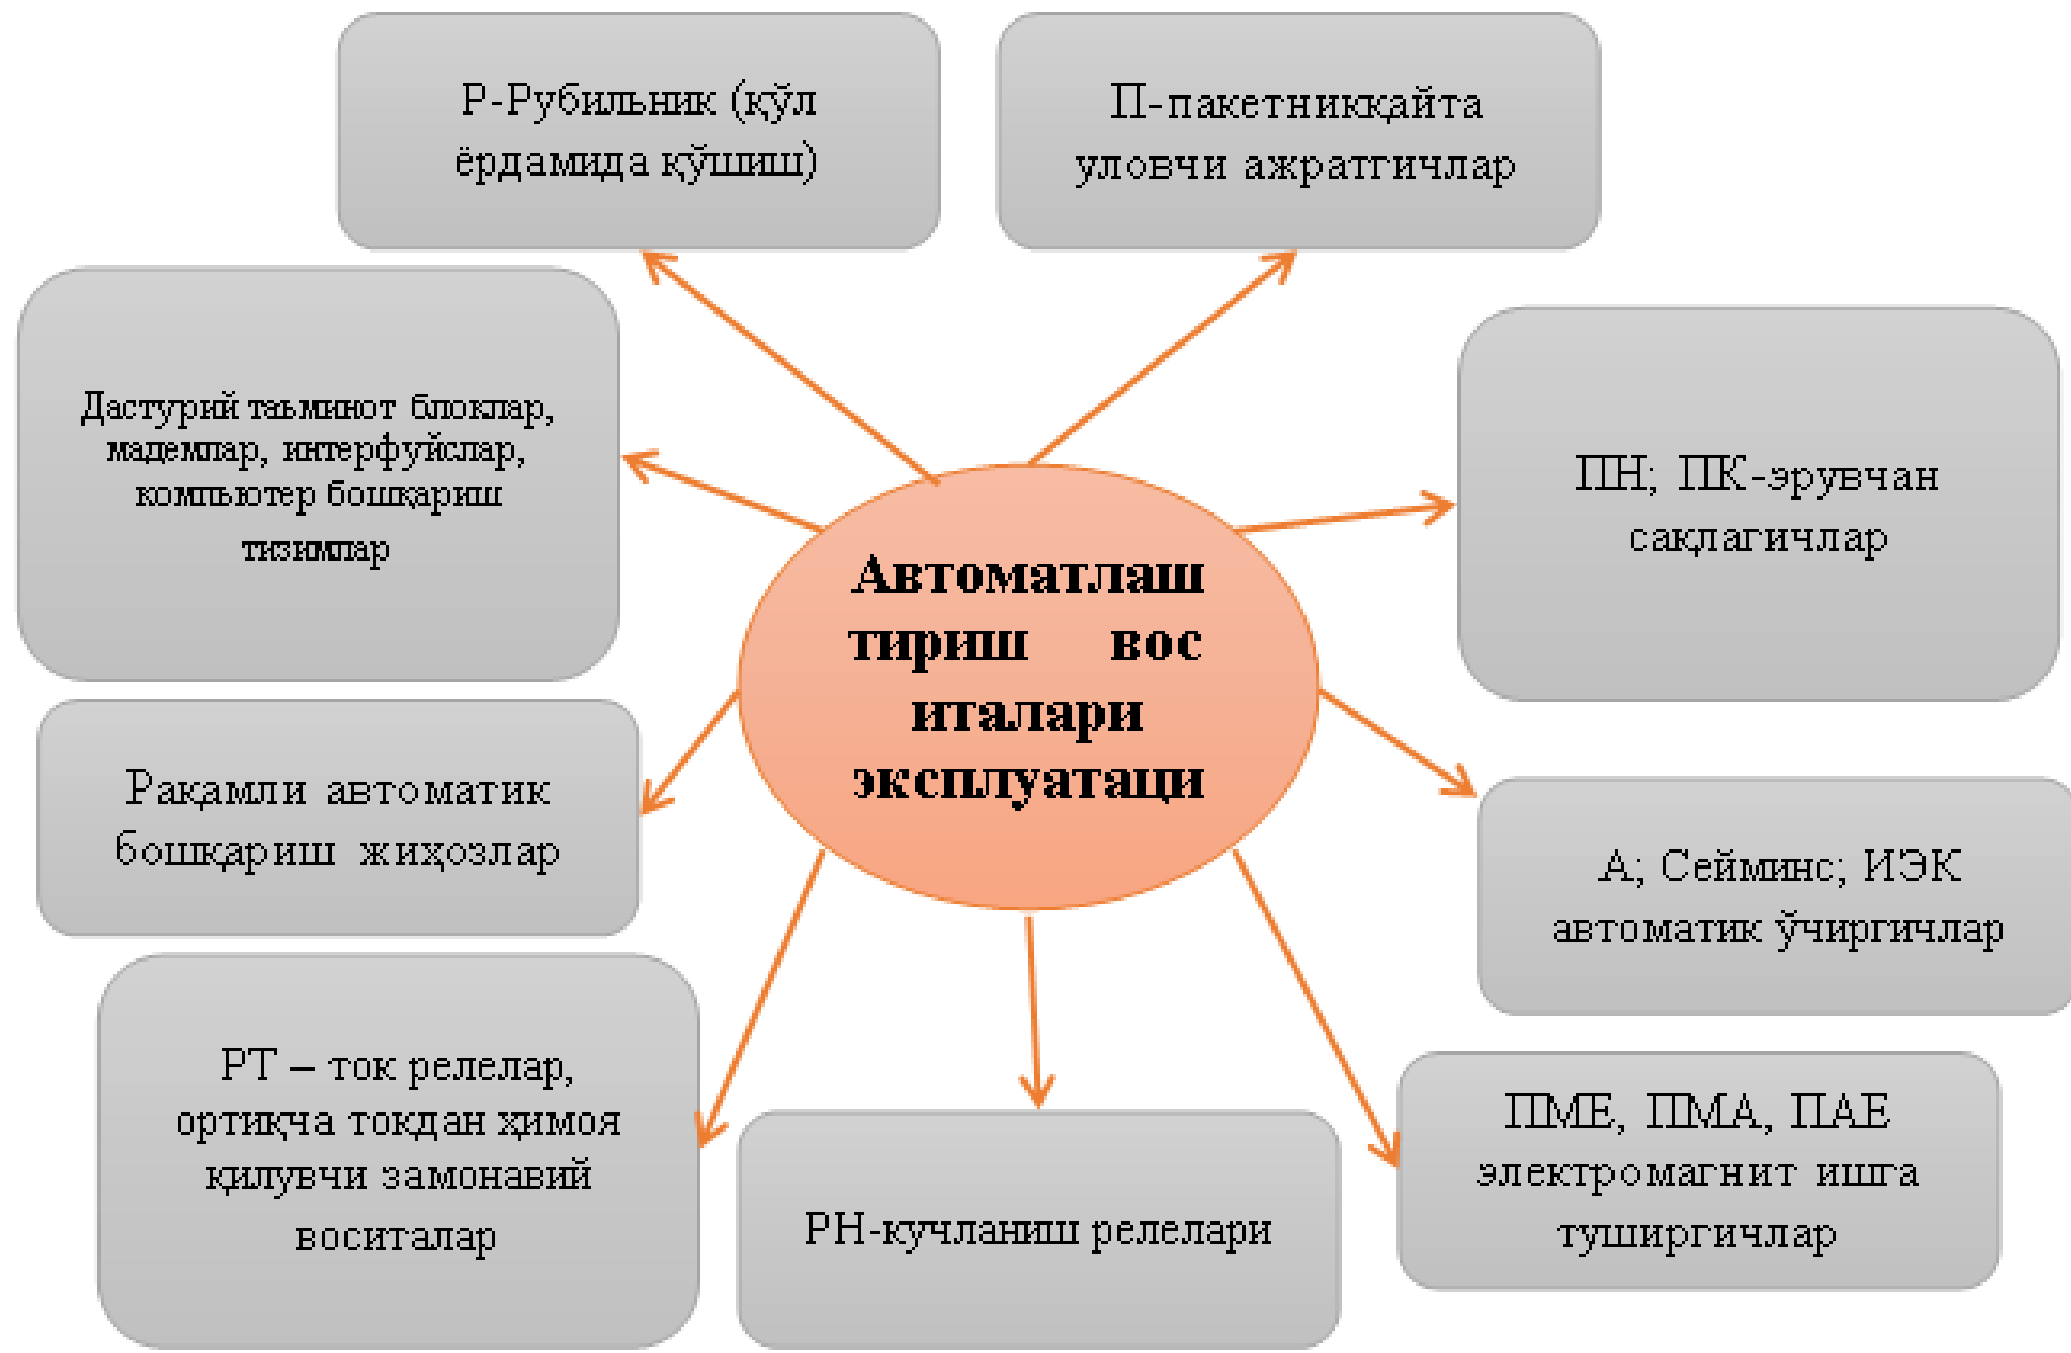 Р-Рубильник (қўл
ёрдамида қўшиш)
П-пакетникқайта
уловчи ажратгичлар
Дастурий таьминот блоклар,
мадемлар, интерфуйслар,
компьютер бошқариш
тизимлар
ПН; ПК-эрувчан
сақлагичлар
Автоматлаш
тириш вос
италари
эксплуатаци
Рақамли автоматик
бошқариш жиҳозлар
А; Сейминс; ИЭК
автоматик ўчиргичлар
РТ – ток релелар,
ортиқча токдан ҳимоя
қилувчи замонавий
воситалар
РН-кучланиш релелари
ПМЕ, ПМА, ПАЕ
электромагнит ишга
туширгичлар